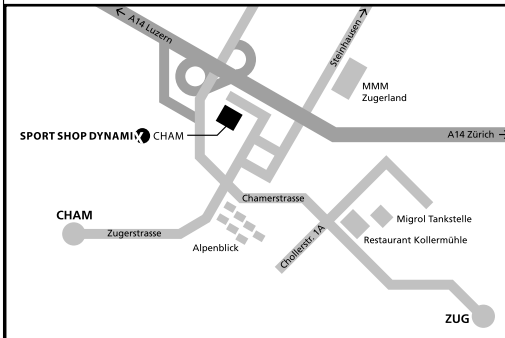 A14 Luzern
Steinhausen
MMM
Zugerland
SPORT SHOP DYNAMIX CHAM
A14 Zürich
Chamerstrasse
CHAM
Zugerstrasse
Alpenblick
Chollerstr. 1A
Migrol Tankstelle
Restaurant Kollermühle
ZUG